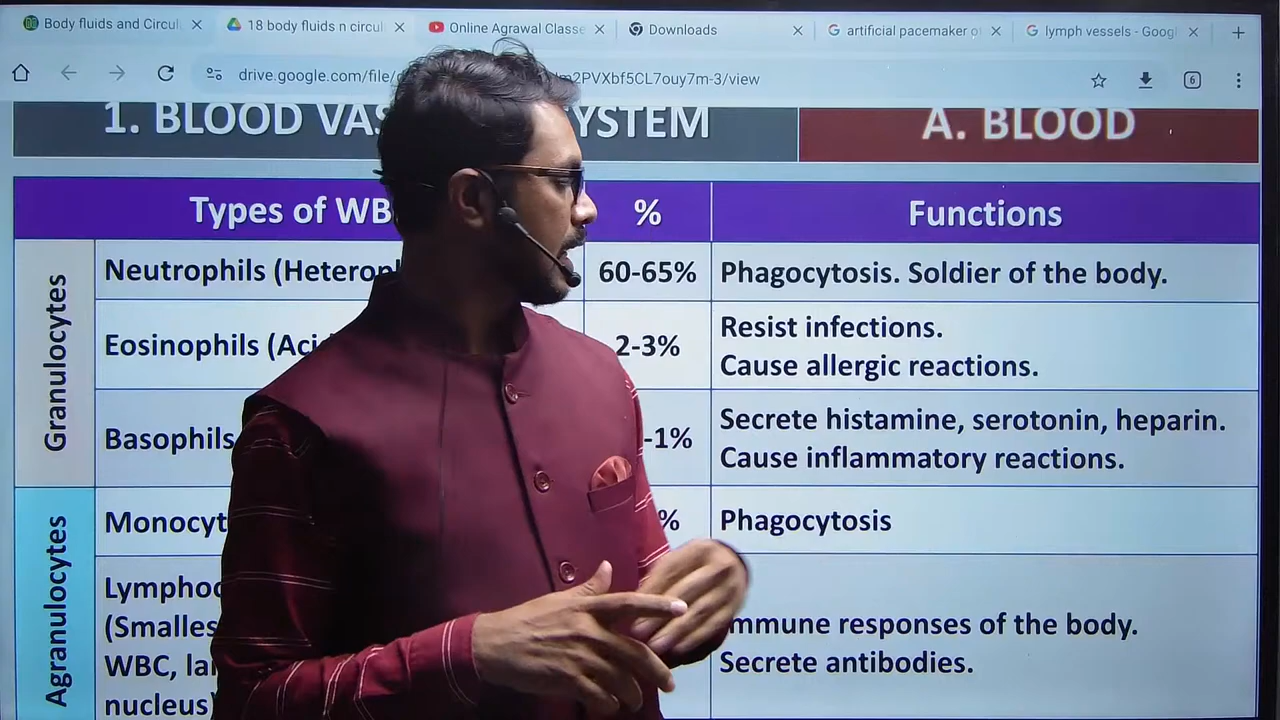 Body fluids and Circul
18 body fluids n circul
Online Agrawal Classe
Downloads
artificial pacemaker o
lymph vessels - Googl
drive.google.com/file/
m2PVXbf5CL7ouy7m-3/view
6
1. BLOOD VAS
YSTEM
A. BLOOD
Types of WB
%
Functions
Granulocytes
Neutrophils (Heterop
60-65%
Phagocytosis. Soldier of the body.
Eosinophils (Aci
2-3%
Resist infections.
Cause allergic reactions.
Basophils
-1%
Secrete histamine, serotonin, heparin.
Cause inflammatory reactions.
Agranulocytes
Monocyt
%
Phagocytosis
Lymphoc
(Smalles
WBC, lar
nucleus)
mmune responses of the body.
Secrete antibodies.